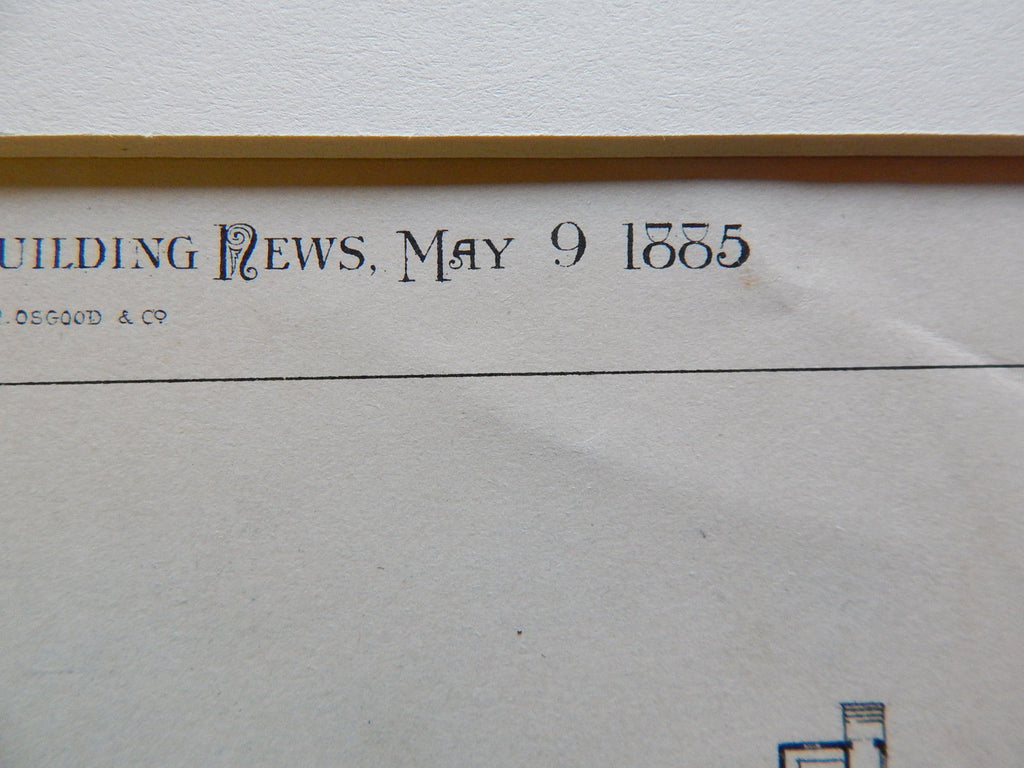 UILDING NEWS, MAY 9 1885
R. OSGOOD & CO